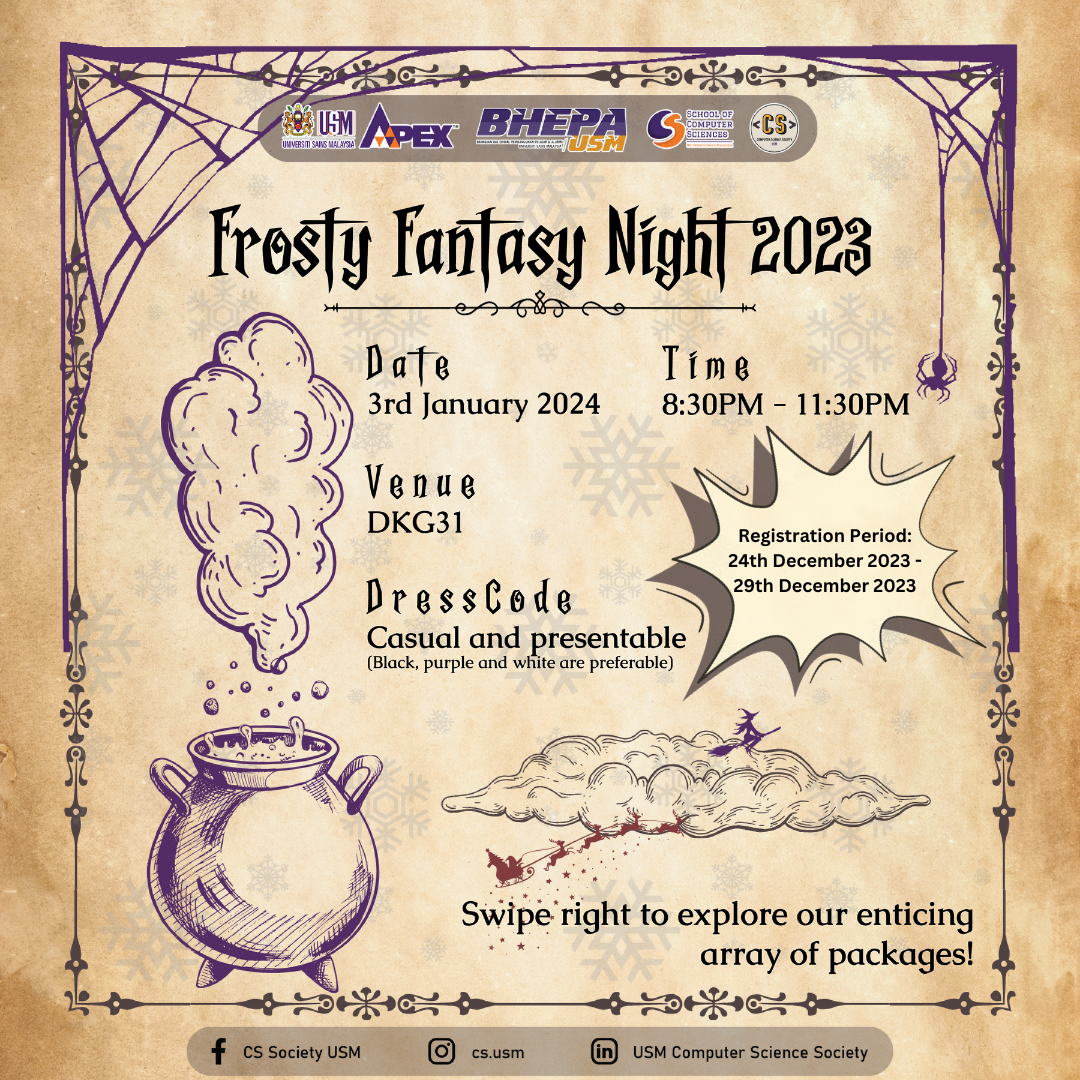 USM
UNIVERSITI SAINS MALAYSIA
APEX™
BHEPA
USM
SCHOOL OF
COMPUTER
SCIENCES
<CS>
Frosty Fantasy Night 2023
Date
3rd January 2024
Time
8:30PM - 11:30PM
Venue
DKG31
Registration Period:
24th December 2023 -
29th December 2023
DressCode
Casual and presentable
(Black, purple and white are preferable)
Swipe right to explore our enticing
array of packages!
CS Society USM
cs.usm
USM Computer Science Society